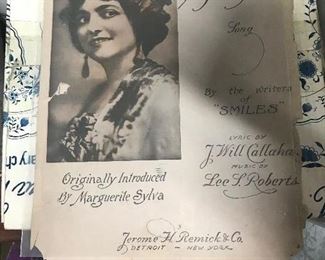 Song
By the writers
of
"SMILES"
LYRIC BY
J. Will Callaha
MUSIC BY
Lee S. Roberts
Originally Introduced
By Marguerite Sylva
Jerome H. Remick & Co.
DETROIT — NEW YORK